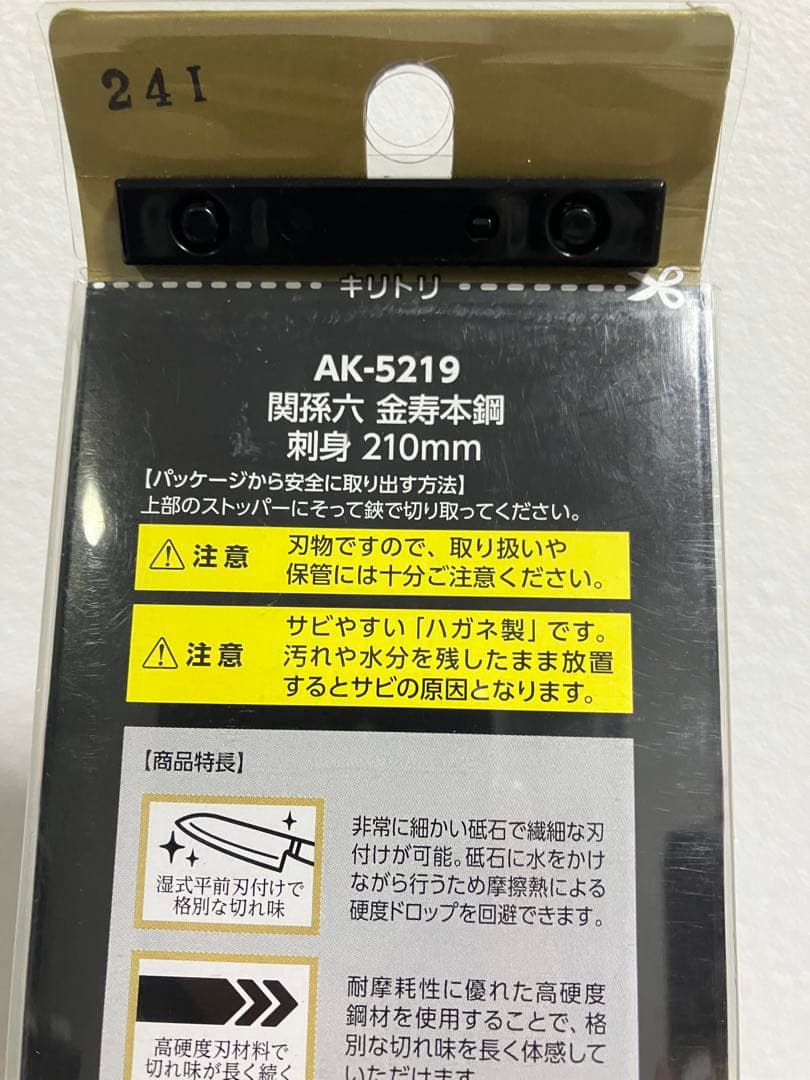 24I
キリトリ
AK-5219
関孫六 金寿本鋼
刺身 210mm
【パッケージから安全に取り出す方法】
上部のストッパーにそって鋏で切り取ってください。
注意
刃物ですので、取り扱いや
保管には十分ご注意ください。
注意
サビやすい「ハガネ製」です。
汚れや水分を残したまま放置
するとサビの原因となります。
【商品特長】
湿式平前刃付けで
格別な切れ味
非常に細かい砥石で繊細な刃
付けが可能。砥石に水をかけ
ながら行うため摩擦熱による
硬度ドロップを回避できます。
高硬度刃材料で
切れ味が長く続く
耐摩耗性に優れた高硬度
鋼材を使用することで、格
別な切れ味を長く体感して
いただけます